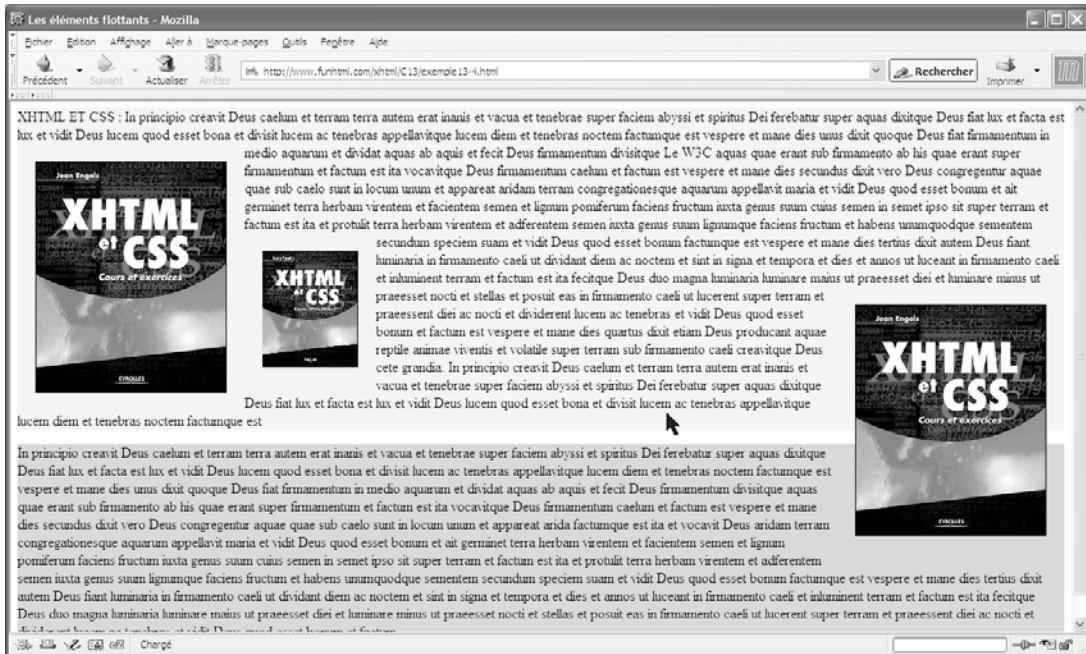 Les éléments flottants - Mozilla
Fichier Edition Affichage Aller à Marque-pages Outils Fenêtre Aide
Précédent Suivant Actualiser Arrêter http://www.funhtml.com/xhtml/C13/exemple13-4.html Rechercher Imprimer
XHTML ET CSS : In principio creavit Deus caelum et terram terra autem erat inanis et vacua et tenebrae super faciem abyssi et spiritus Dei ferebatur super aquas dixitque Deus fiat lux et facta est
lux et vidit Deus lucem quod esset bona et divisit lucem ac tenebras appellavitque lucem diem et tenebras noctem factumque est vespere et mane dies unus dixit quoque Deus fiat firmamentum in
medio aquarum et dividat aquas ab aquis et fecit Deus firmamentum divisitque Le W3C aquas quae erant sub firmamento ab his quae erant super
firmamentum et factum est ita vocavitque Deus firmamentum caelum et factum est vespere et mane dies secundus dixit vero Deus congregentur aquae
quae sub caelo sunt in locum unum et appareat aridam terram congregationesque aquarum appellavit maria et vidit Deus quod esset bonum et ait
germinet terra herbam virentem et facientem semen et lignum pomiferum faciens fructum iuxta genus suum cuius semen in semet ipso sit super terram et
factum est ita et protulit terra herbam virentem et adferentem semen iuxta genus suum lignumque faciens fructum et habens unumquodque sementem
secundum speciem suam et vidit Deus quod esset bonum factumque est vespere et mane dies tertius dixit autem Deus fiant
luminaria in firmamento caeli ut dividant diem ac noctem et sint in signa et tempora et dies et annos ut luceant in firmamento caeli
et inluminent terram et factum est ita fecitque Deus duo magna luminaria luminare maius ut praeesset diei et luminare minus ut
praeesset nocti et stellas et posuit eas in firmamento caeli ut lucerent super terram et
praeessent diei ac nocti et dividerent lucem ac tenebras et vidit Deus quod esset
bonum et factum est vespere et mane dies quartus dixit etiam Deus producant aquae
reptile animae viventis et volatile super terram sub firmamento caeli creavitque Deus
cete grandia. In principio creavit Deus caelum et terram terra autem erat inanis et
vacua et tenebrae super faciem abyssi et spiritus Dei ferebatur super aquas dixitque
Deus fiat lux et facta est lux et vidit Deus lucem quod esset bona et divisit lucem ac tenebras appellavitque
lucem diem et tenebras noctem factumque est
Jean Engels
XHTML
et
CSS
Cours et exercices
EYROLLES
XHTML
et
CSS
Jean Engels
XHTML
et
CSS
Cours et exercices
EYROLLES
In principio creavit Deus caelum et terram terra autem erat inanis et vacua et tenebrae super faciem abyssi et spiritus Dei ferebatur super aquas dixitque
Deus fiat lux et facta est lux et vidit Deus lucem quod esset bona et divisit lucem ac tenebras appellavitque lucem diem et tenebras noctem factumque est
vespere et mane dies unus dixit quoque Deus fiat firmamentum in medio aquarum et dividat aquas ab aquis et fecit Deus firmamentum divisitque aquas
quae erant sub firmamento ab his quae erant super firmamentum et factum est ita vocavitque Deus firmamentum caelum et factum est vespere et mane
dies secundus dixit vero Deus congregentur aquae quae sub caelo sunt in locum unum et appareat arida factumque est ita et vocavit Deus aridam terram
congregationesque aquarum appellavit maria et vidit Deus quod esset bonum et ait germinet terra herbam virentem et facientem semen et lignum
pomiferum faciens fructum iuxta genus suum cuius semen in semet ipso sit super terram et factum est ita et protulit terra herbam virentem et adferentem
semen iuxta genus suum lignumque faciens fructum et habens unumquodque sementem secundum speciem suam et vidit Deus quod esset bonum factumque est vespere et mane dies tertius dixit
autem Deus fiant luminaria in firmamento caeli ut dividant diem ac noctem et sint in signa et tempora et dies et annos ut luceant in firmamento caeli et inluminent terram et factum est ita fecitque
Deus duo magna luminaria luminare maius ut praeesset diei et luminare minus ut praeesset nocti et stellas et posuit eas in firmamento caeli ut lucerent super terram et praeessent diei ac nocti et
dividerent lucem ac tenebras et vidit Deus quod esset bonum et factum
Chargé